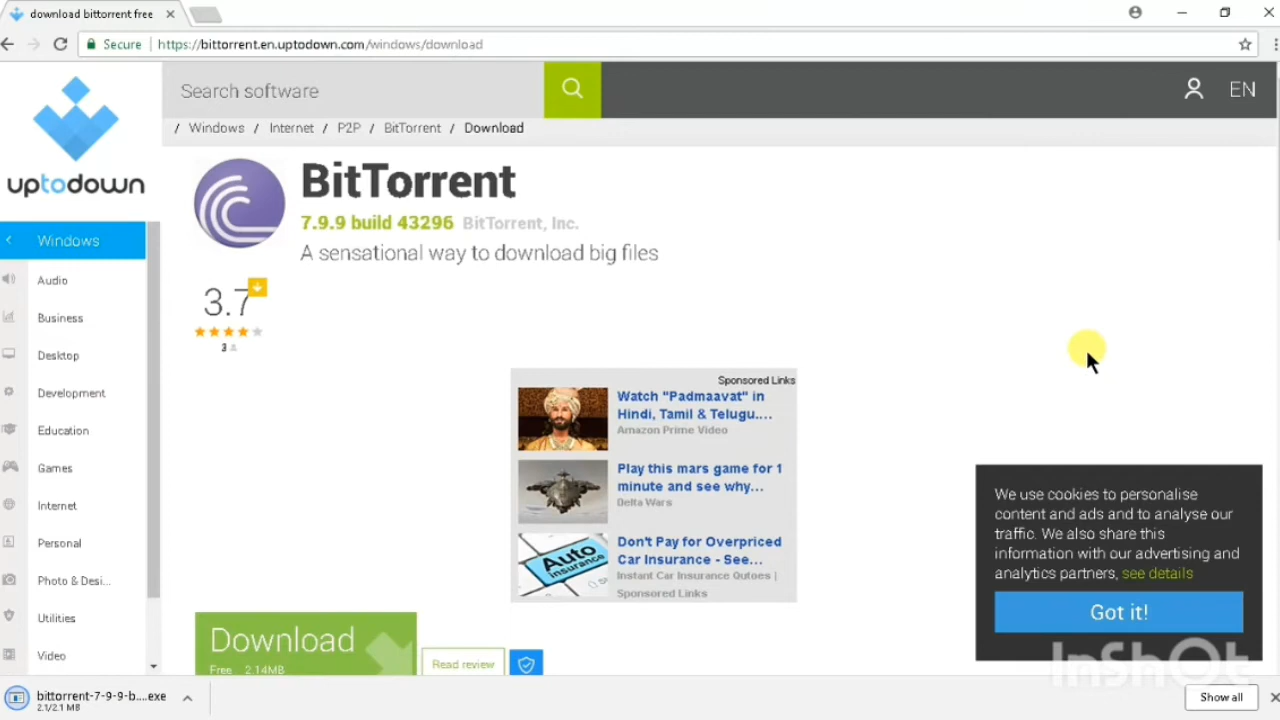 download bittorrent free
Secure
https://bittorrent.en.uptodown.com/windows/download
uptodown
Search software
EN
/ Windows / Internet / P2P / BitTorrent / Download
BitTorrent
7.9.9 build 43296 BitTorrent, Inc.
A sensational way to download big files
3.7
3
Windows
Audio
Business
Desktop
Development
Education
Games
Internet
Personal
Photo & Desi...
Utilities
Video
Sponsored Links
Watch "Padmaavat" in
Hindi, Tamil & Telugu....
Amazon Prime Video
Play this mars game for 1
minute and see why...
Delta Wars
Auto
insurance
Don't Pay for Overpriced
Car Insurance - See...
Instant Car Insurance Qutoes |
Sponsored Links
Download
Free 2.14MB
Read review
We use cookies to personalise
content and ads and to analyse our
traffic. We also share this
information with our advertising and
analytics partners, see details
Got it!
InShOt
bittorrent-7-9-9-b....exe
2.1/2.1 MB
Show all